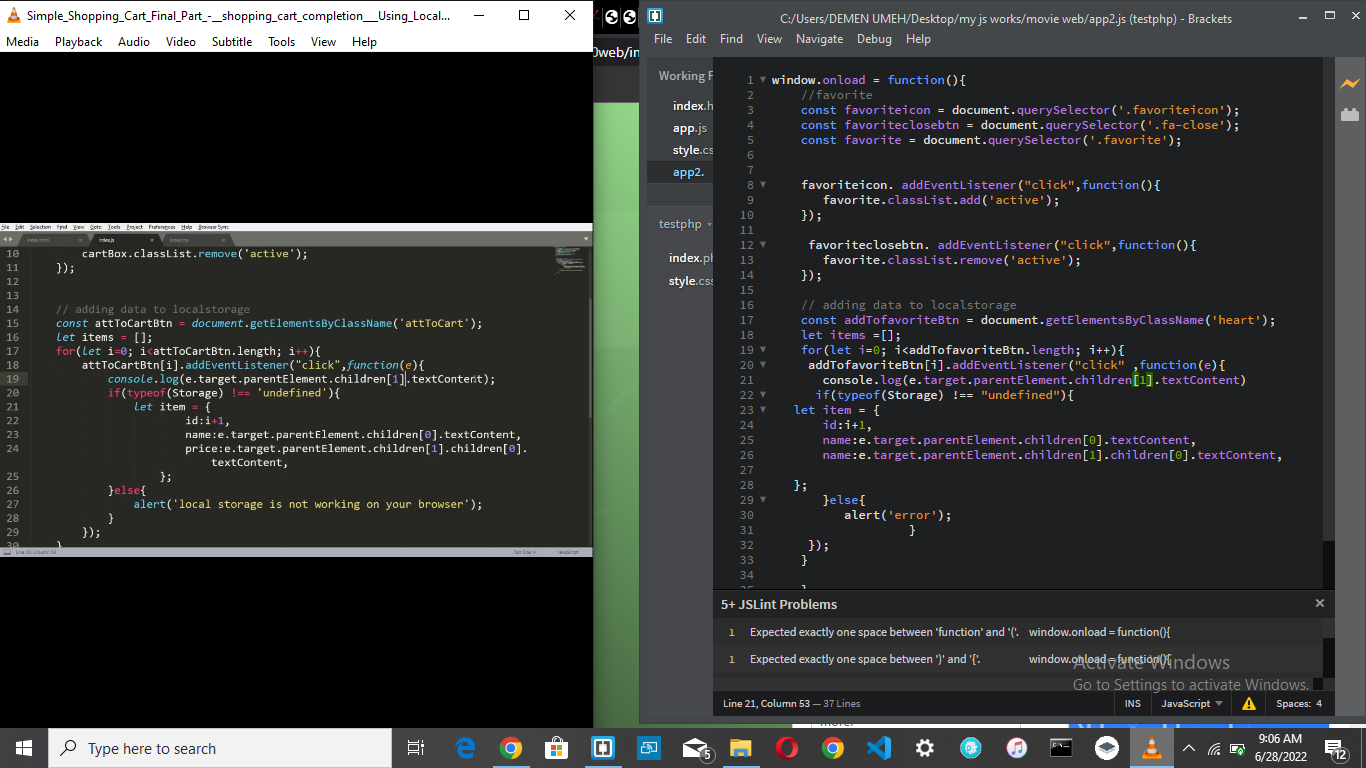 Simple_Shopping_Cart_Final_Part_-__shopping_cart_completion___Using_Local...
Media Playback Audio Video Subtitle Tools View Help
File Edit Selection Find View Goto Tools Project Preferences Help Browser Sync
index.html index.js index.css
10 cartBox.classList.remove('active');
11 });
12
13
14 // adding data to localstorage
15 const attToCartBtn = document.getElementsByClassName('attToCart');
16 let items = [];
17 for(let i=0; i<attToCartBtn.length; i++){
18 attToCartBtn[i].addEventListener("click",function(e){
19 console.log(e.target.parentElement.children[1].textContent);
20 if(typeof(Storage) !== 'undefined'){
21 let item = {
22 id:i+1,
23 name:e.target.parentElement.children[0].textContent,
24 price:e.target.parentElement.children[1].children[0].
textContent,
25 };
26 }else{
27 alert('local storage is not working on your browser');
28 }
29 });
30 }
Line 19, Column 53 Tab Size: 4 JavaScript
0web/in
C:/Users/DEMEN UMEH/Desktop/my js works/movie web/app2.js (testphp) - Brackets
File Edit Find View Navigate Debug Help
Working F
index.h
app.js
style.cs
app2.
testphp
index.ph
style.css
1 window.onload = function(){
2 //favorite
3 const favoriteicon = document.querySelector('.favoriteicon');
4 const favoriteclosebtn = document.querySelector('.fa-close');
5 const favorite = document.querySelector('.favorite');
6
7
8 favoriteicon. addEventListener("click",function(){
9 favorite.classList.add('active');
10 });
11
12 favoriteclosebtn. addEventListener("click",function(){
13 favorite.classList.remove('active');
14 });
15
16 // adding data to localstorage
17 const addTofavoriteBtn = document.getElementsByClassName('heart');
18 let items =[];
19 for(let i=0; i<addTofavoriteBtn.length; i++){
20 addTofavoriteBtn[i].addEventListener("click" ,function(e){
21 console.log(e.target.parentElement.children[1].textContent)
22 if(typeof(Storage) !== "undefined"){
23 let item = {
24 id:i+1,
25 name:e.target.parentElement.children[0].textContent,
26 name:e.target.parentElement.children[1].children[0].textContent,
27
28 };
29 }else{
30 alert('error');
31 }
32 });
33 }
34
35 }
5+ JSLint Problems
1 Expected exactly one space between 'function' and '('. window.onload = function(){
1 Expected exactly one space between ')' and '{'. window.onload = function(){
Activate Windows
Go to Settings to activate Windows.
Line 21, Column 53 — 37 Lines
INS JavaScript Spaces: 4
more!
Type here to search
5
9:06 AM
6/28/2022
12